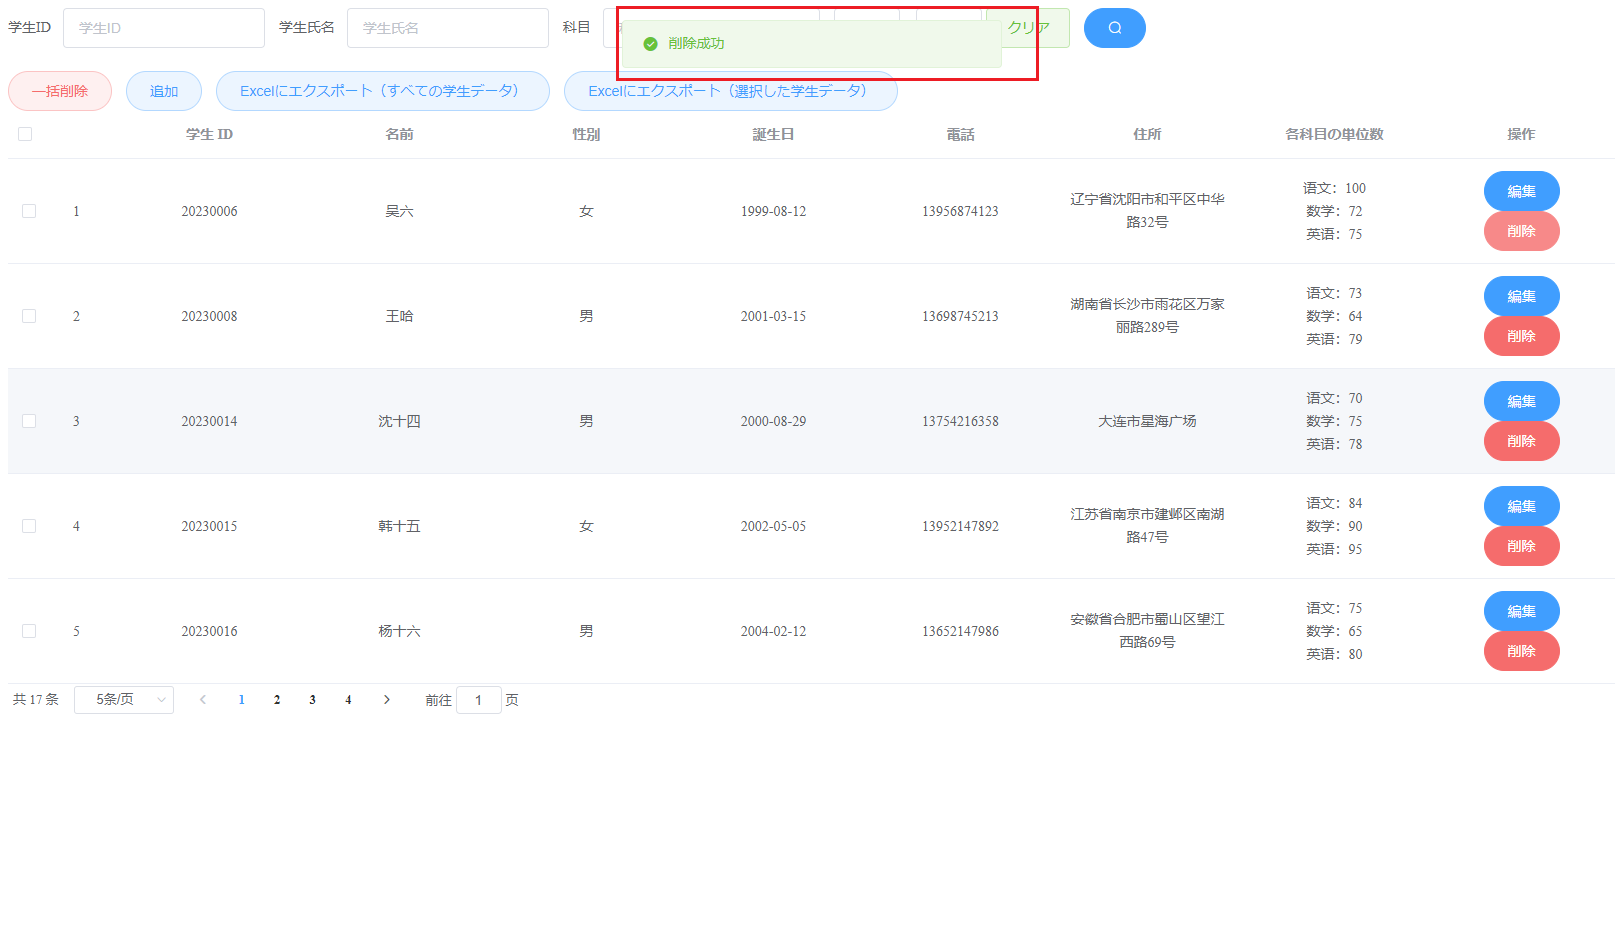 学生ID 学生ID 学生氏名 学生氏名 科目 クリア
削除成功
一括削除 追加 Excelにエクスポート（すべての学生データ） Excelにエクスポート（選択した学生データ）
学生 ID 名前 性別 誕生日 電話 住所 各科目の単位数 操作
1 20230006 吴六 女 1999-08-12 13956874123 辽宁省沈阳市和平区中华路32号 语文：100 数学：72 英语：75 編集 削除
2 20230008 王哈 男 2001-03-15 13698745213 湖南省长沙市雨花区万家丽路289号 语文：73 数学：64 英语：79 編集 削除
3 20230014 沈十四 男 2000-08-29 13754216358 大连市星海广场 语文：70 数学：75 英语：78 編集 削除
4 20230015 韩十五 女 2002-05-05 13952147892 江苏省南京市建邺区南湖路47号 语文：84 数学：90 英语：95 編集 削除
5 20230016 杨十六 男 2004-02-12 13652147986 安徽省合肥市蜀山区望江西路69号 语文：75 数学：65 英语：80 編集 削除
共 17 条 5条/页 1 2 3 4 前往 1 页